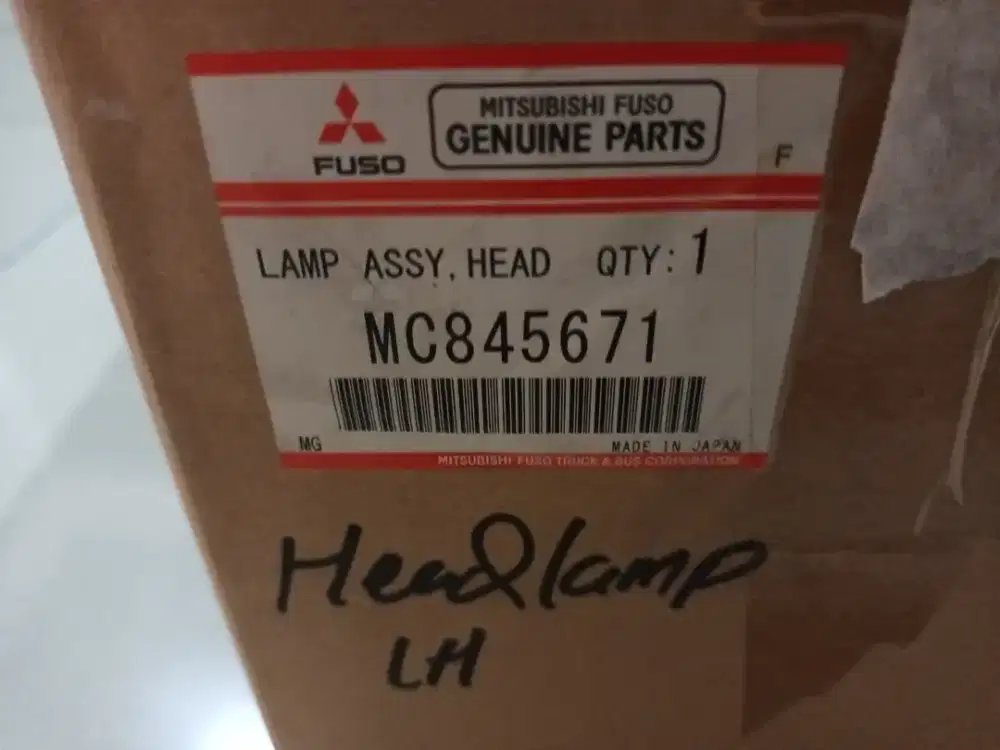 MITSUBISHI FUSO
GENUINE PARTS
FUSO
F
LAMP ASSY, HEAD QTY: 1
MC845671
MG MADE IN JAPAN
MITSUBISHI FUSO TRUCK & BUS CORPORATION
Headlamp
LH